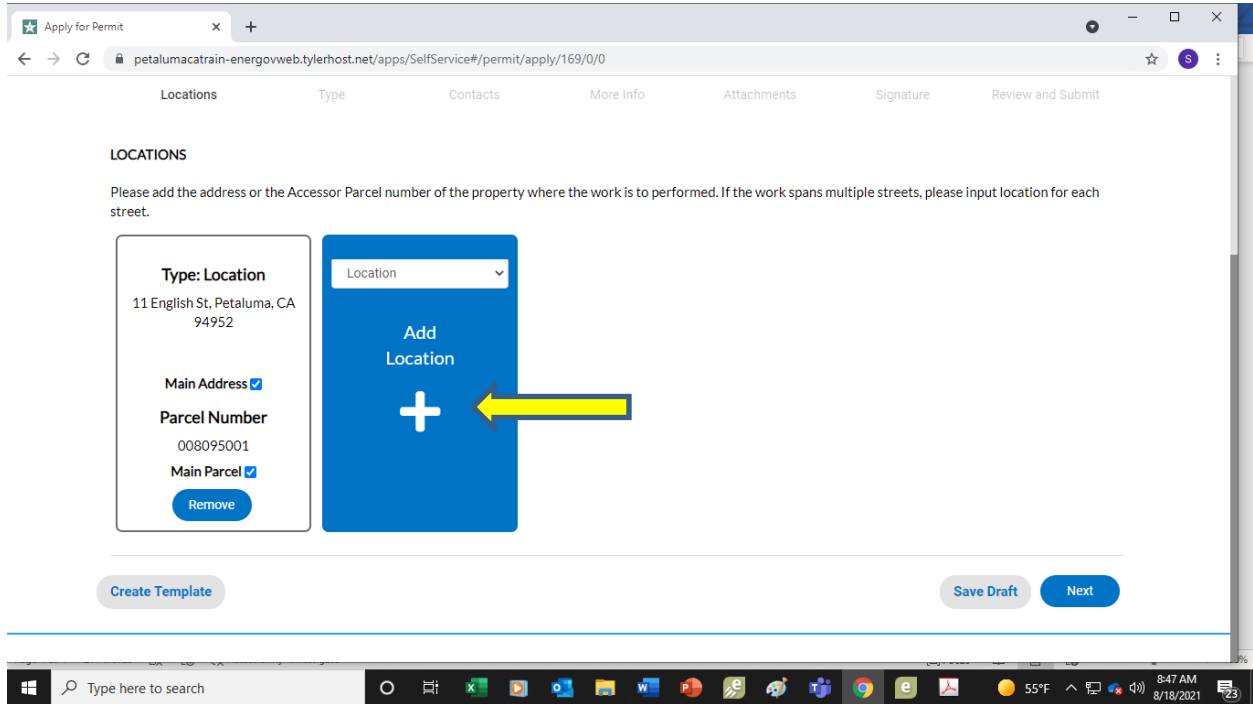 Apply for Permit
petalumacatrain-energovweb.tylerhost.net/apps/SelfService#/permit/apply/169/0/0
S
Locations Type Contacts More Info Attachments Signature Review and Submit
LOCATIONS
Please add the address or the Accessor Parcel number of the property where the work is to performed. If the work spans multiple streets, please input location for each
street.
Type: Location
11 English St, Petaluma, CA
94952
Main Address
Parcel Number
008095001
Main Parcel
Remove
Location
Add
Location
Create Template
Save Draft
Next
Type here to search
55°F
8:47 AM
8/18/2021
23